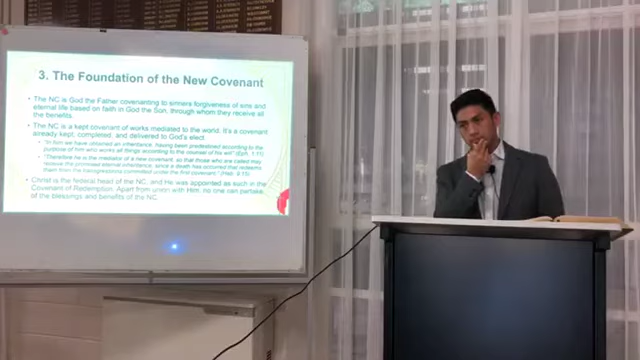 3. The Foundation of the New Covenant
• The NC is God the Father covenanting to sinners forgiveness of sins and
eternal life based on faith in God the Son, through whom they receive all
the benefits.
• The NC is a kept covenant of works mediated to the world. It's a covenant
already kept, completed, and delivered to God's elect.
• "In him we have obtained an inheritance, having been predestined according to the
purpose of him who works all things according to the counsel of his will" (Eph. 1:11)
• "Therefore he is the mediator of a new covenant, so that those who are called may
receive the promised eternal inheritance, since a death has occurred that redeems
them from the transgressions committed under the first covenant." (Heb. 9:15)
• Christ is the federal head of the NC, and He was appointed as such in the
Covenant of Redemption. Apart from union with Him, no one can partake
of the blessings and benefits of the NC.